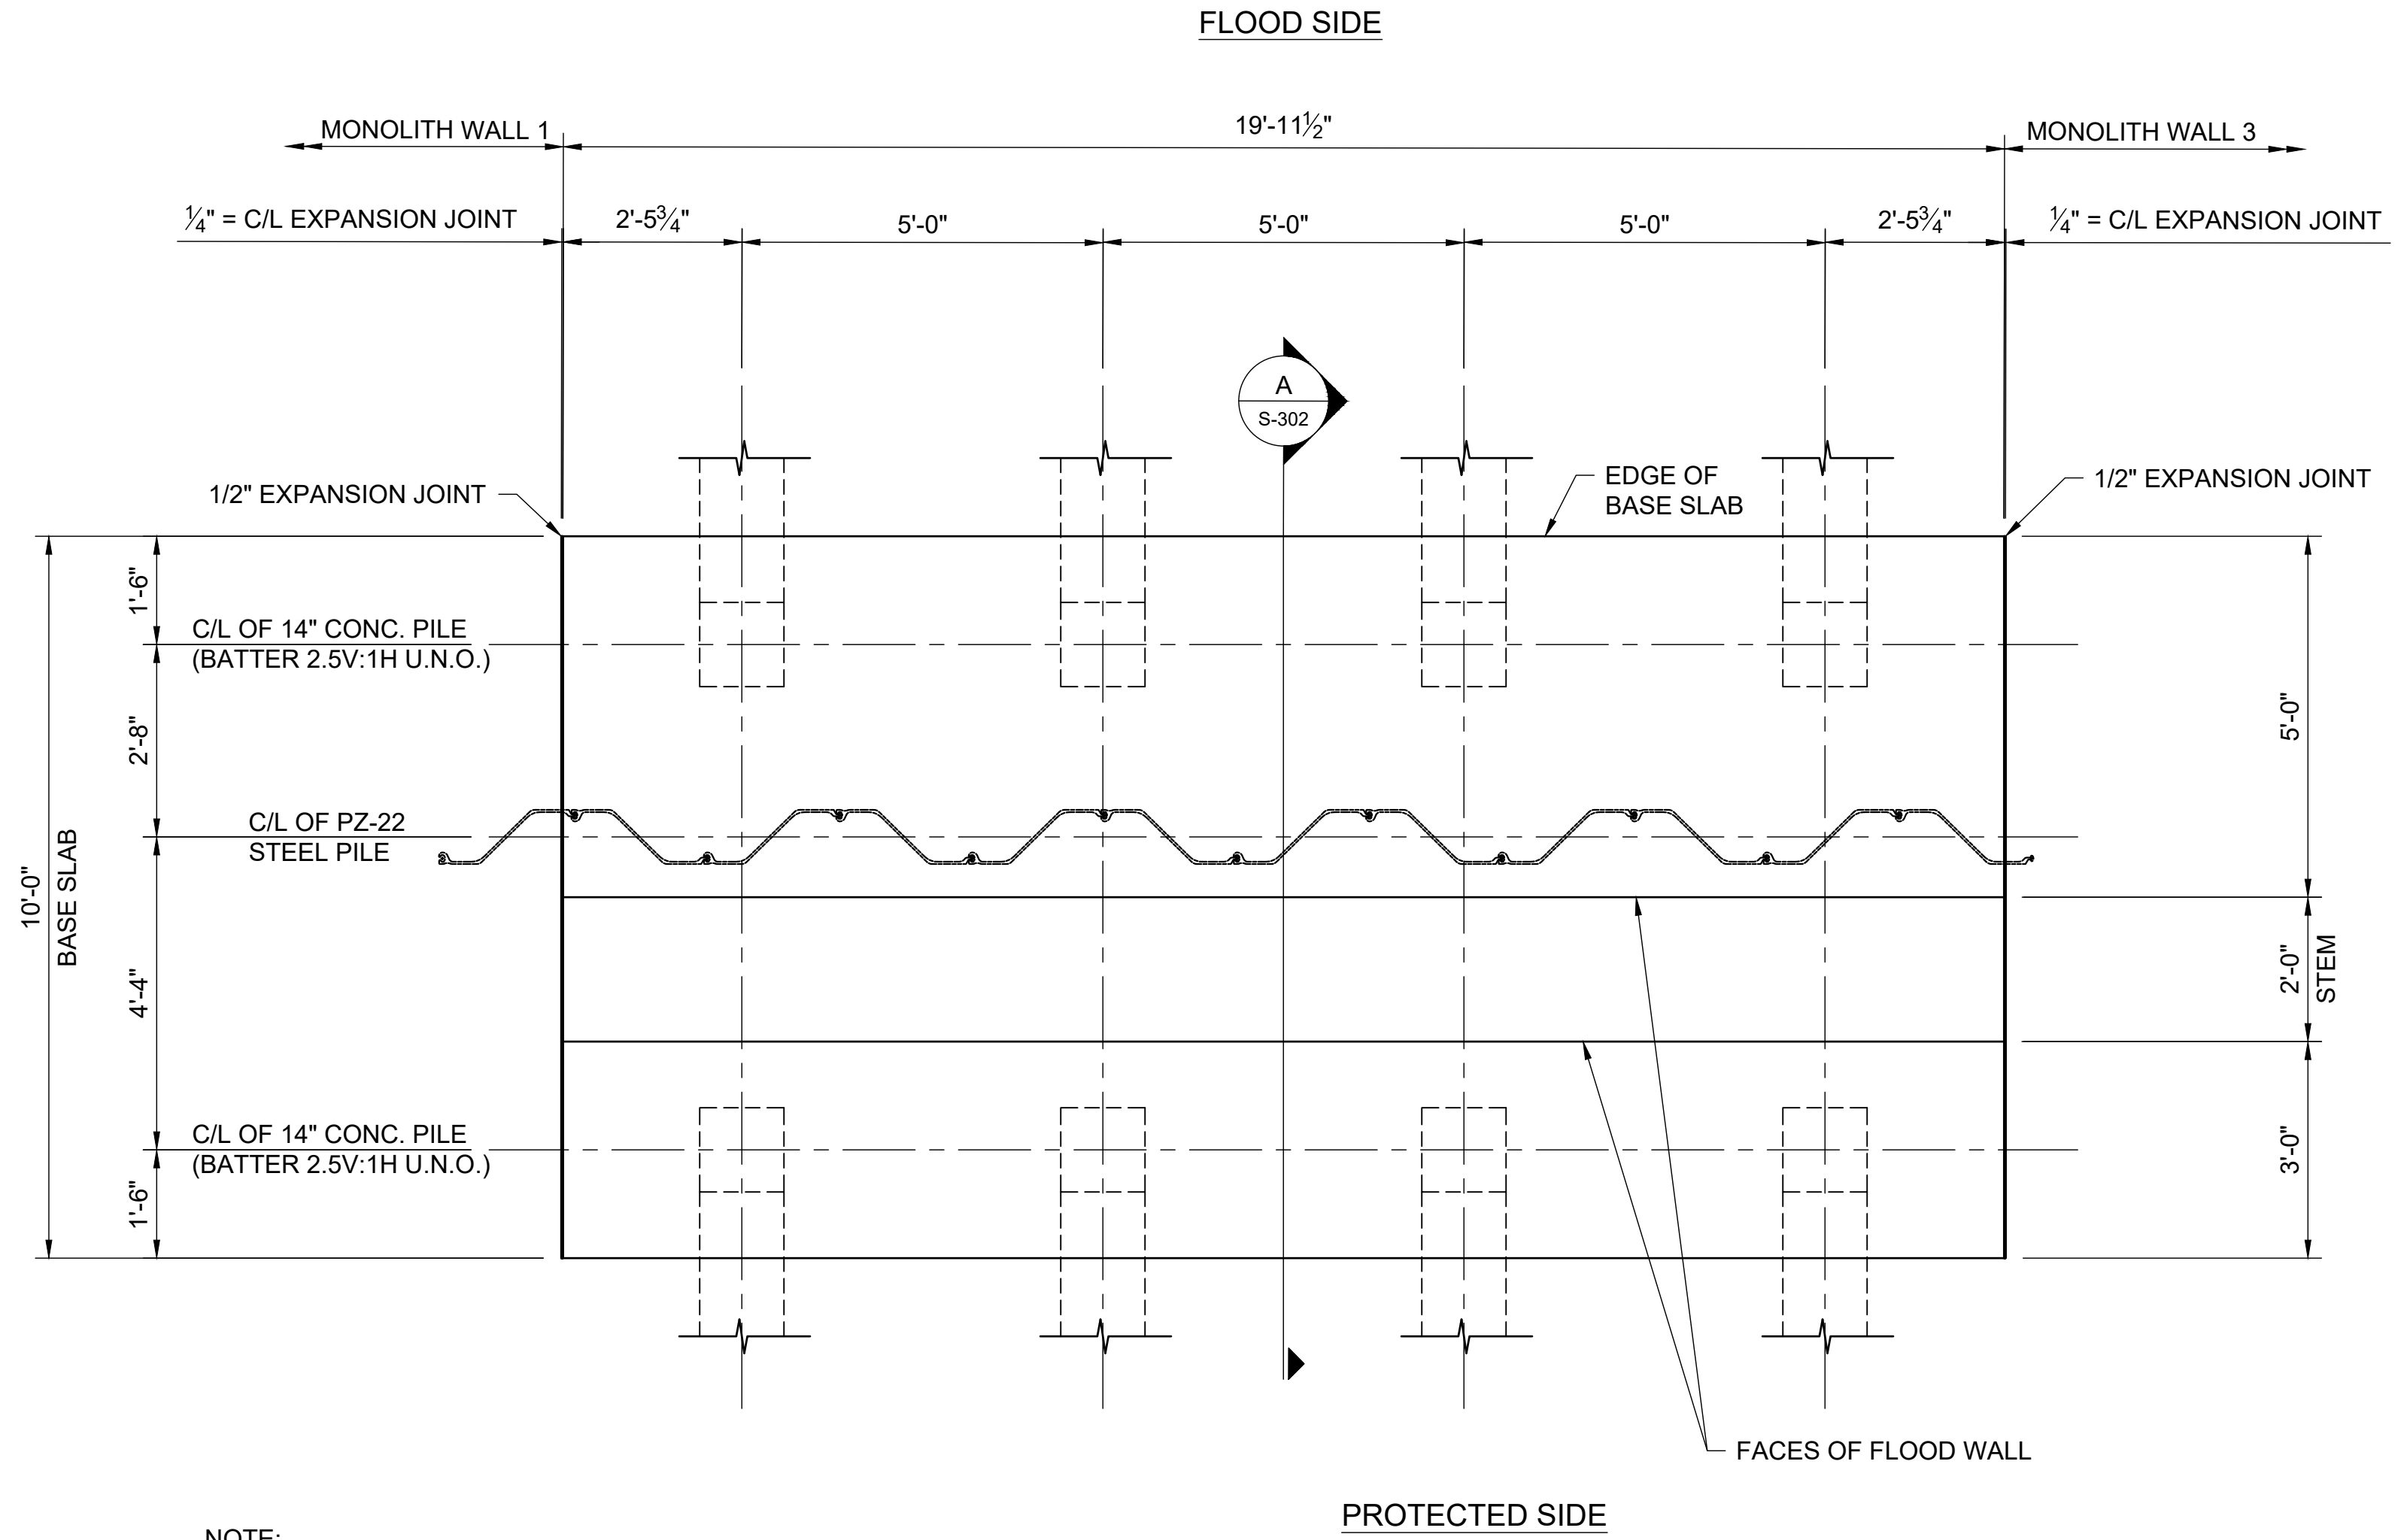 FLOOD SIDE
MONOLITH WALL 1
19'-11½"
MONOLITH WALL 3
¼" = C/L EXPANSION JOINT
2'-5¾"
5'-0"
5'-0"
5'-0"
2'-5¾"
¼" = C/L EXPANSION JOINT
A
S-302
1/2" EXPANSION JOINT
EDGE OF
BASE SLAB
1/2" EXPANSION JOINT
1'-6"
C/L OF 14" CONC. PILE
(BATTER 2.5V:1H U.N.O.)
2'-8"
5'-0"
C/L OF PZ-22
STEEL PILE
10'-0"
BASE SLAB
4'-4"
2'-0"
STEM
C/L OF 14" CONC. PILE
(BATTER 2.5V:1H U.N.O.)
1'-6"
3'-0"
FACES OF FLOOD WALL
PROTECTED SIDE
NOTE: